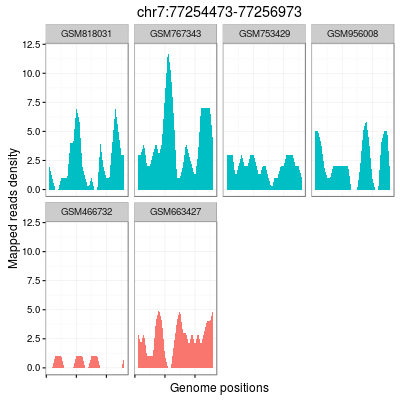 chr7:77254473-77256973
GSM818031 GSM767343 GSM753429 GSM956008
12.5
10.0
7.5
5.0
2.5
0.0
Mapped reads density
GSM466732 GSM663427
12.5
10.0
7.5
5.0
2.5
0.0
Genome positions